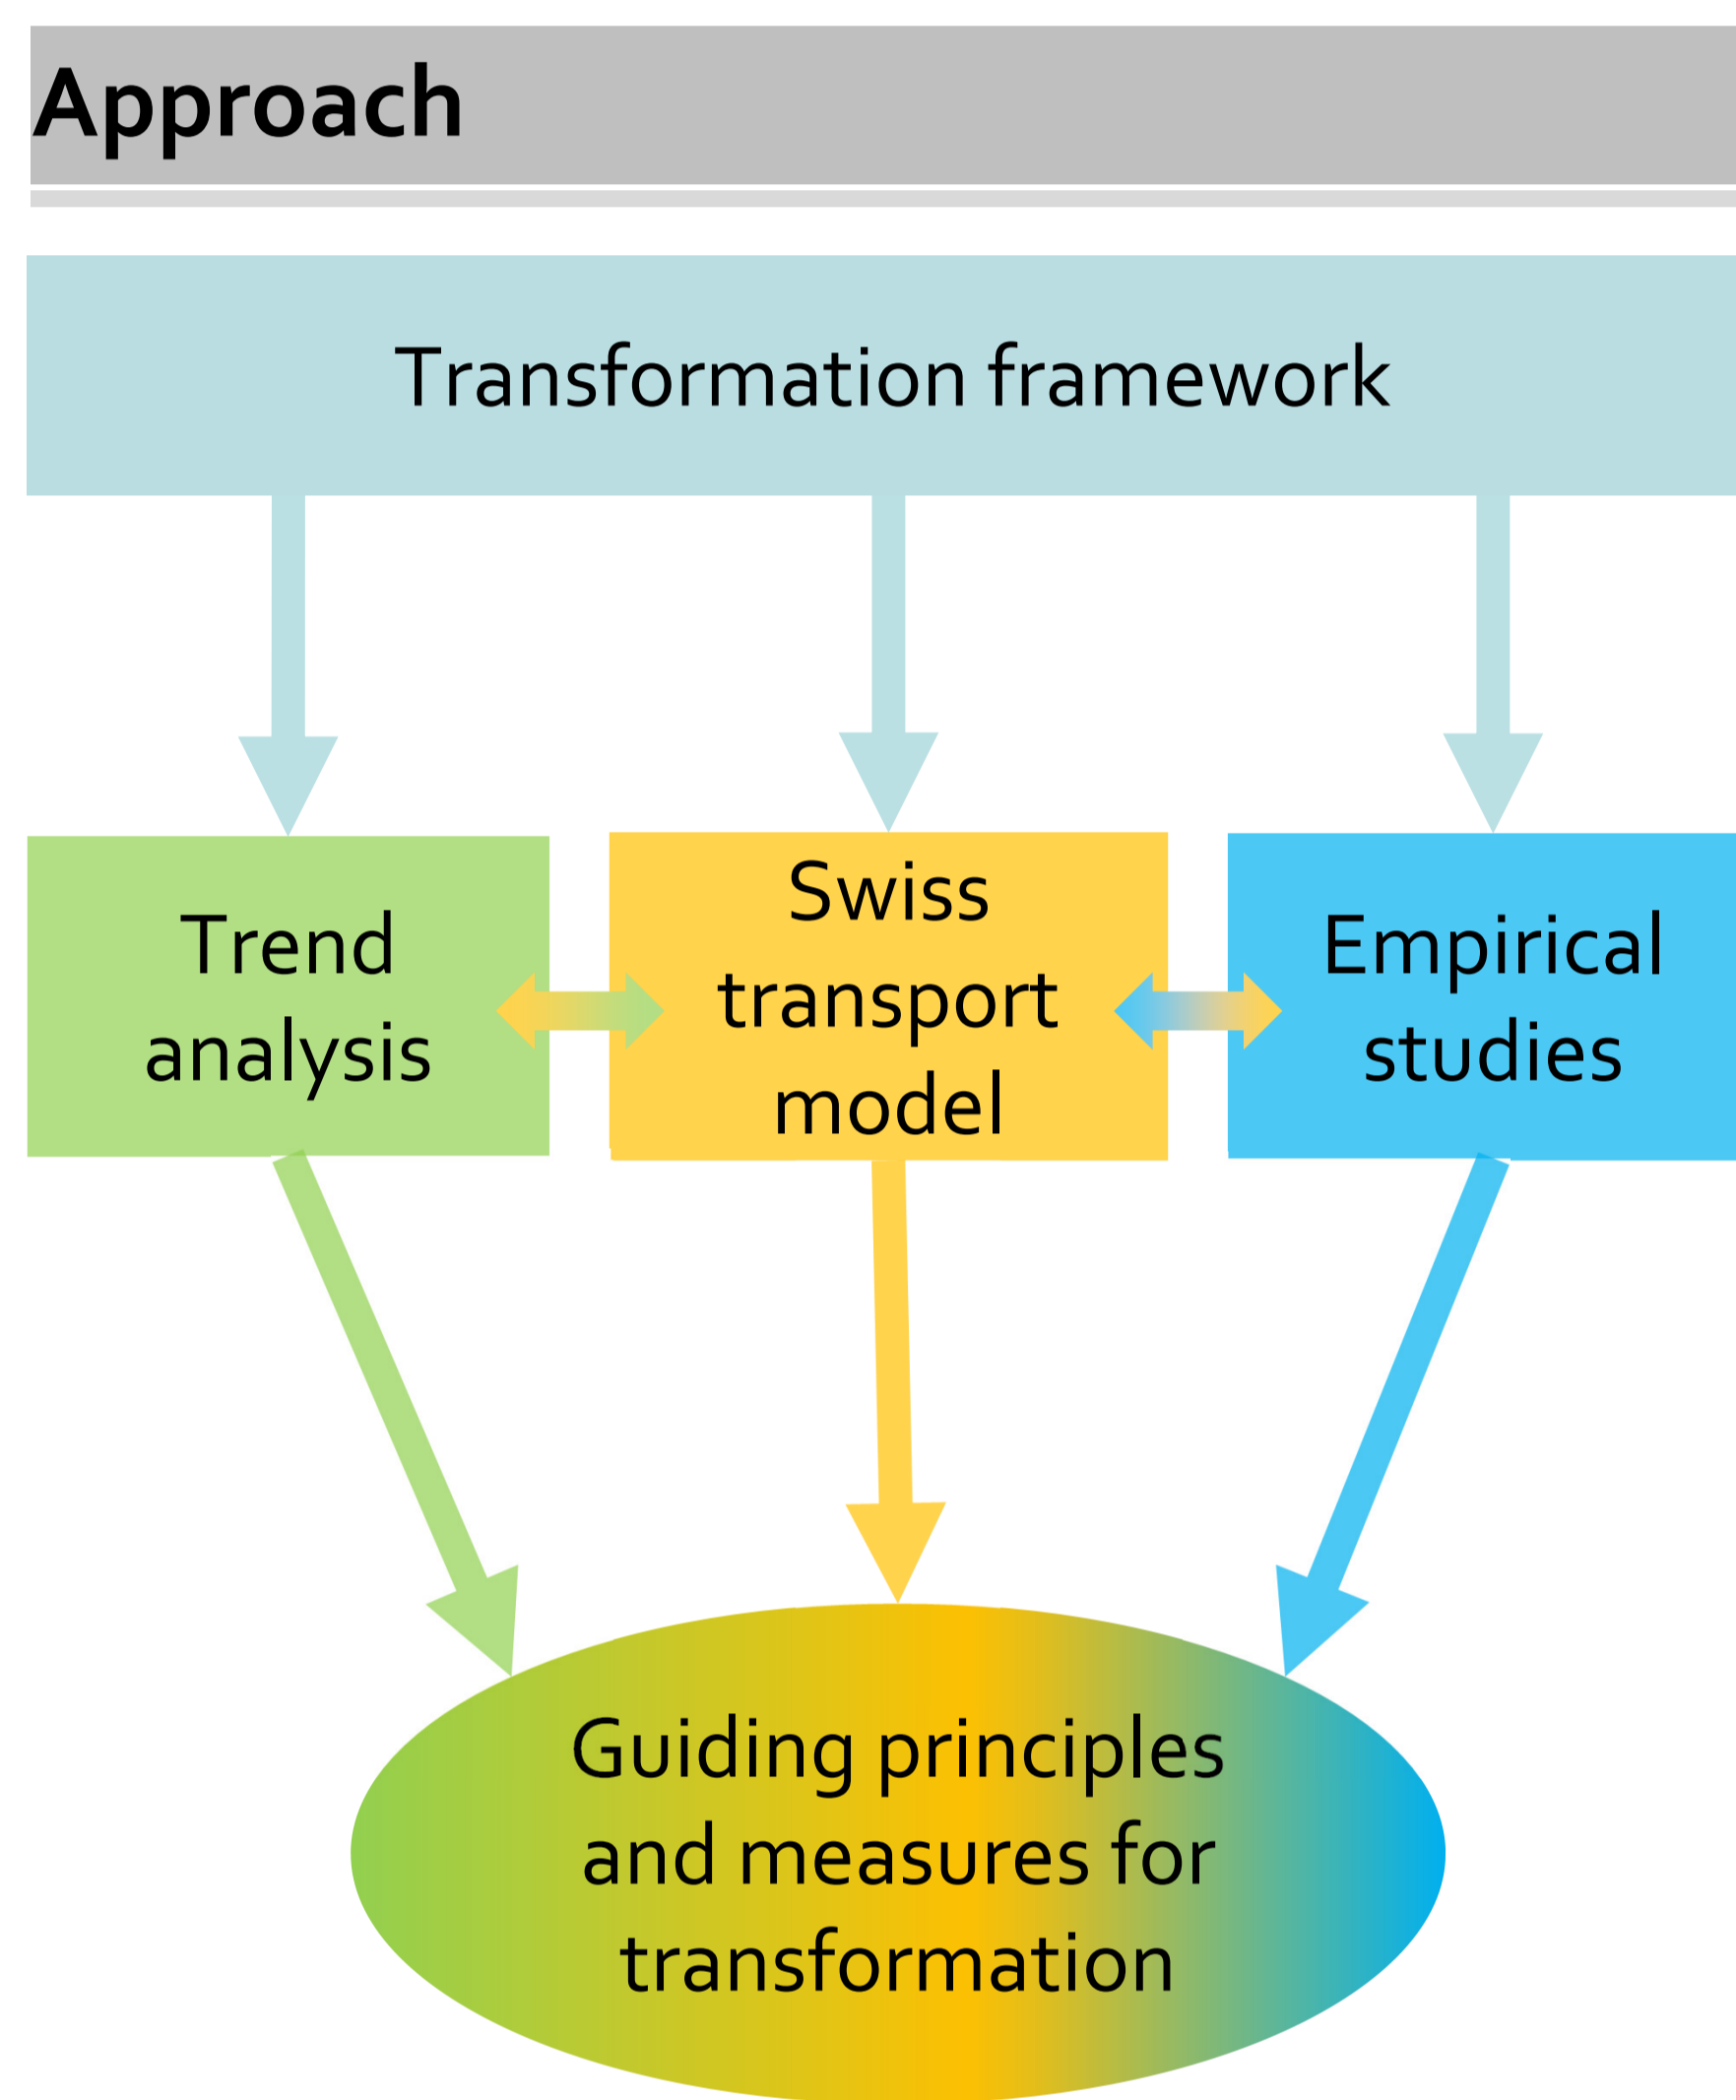 Approach
Transformation framework
Trend
analysis
Swiss
transport
model
Empirical
studies
Guiding principles
and measures for
transformation